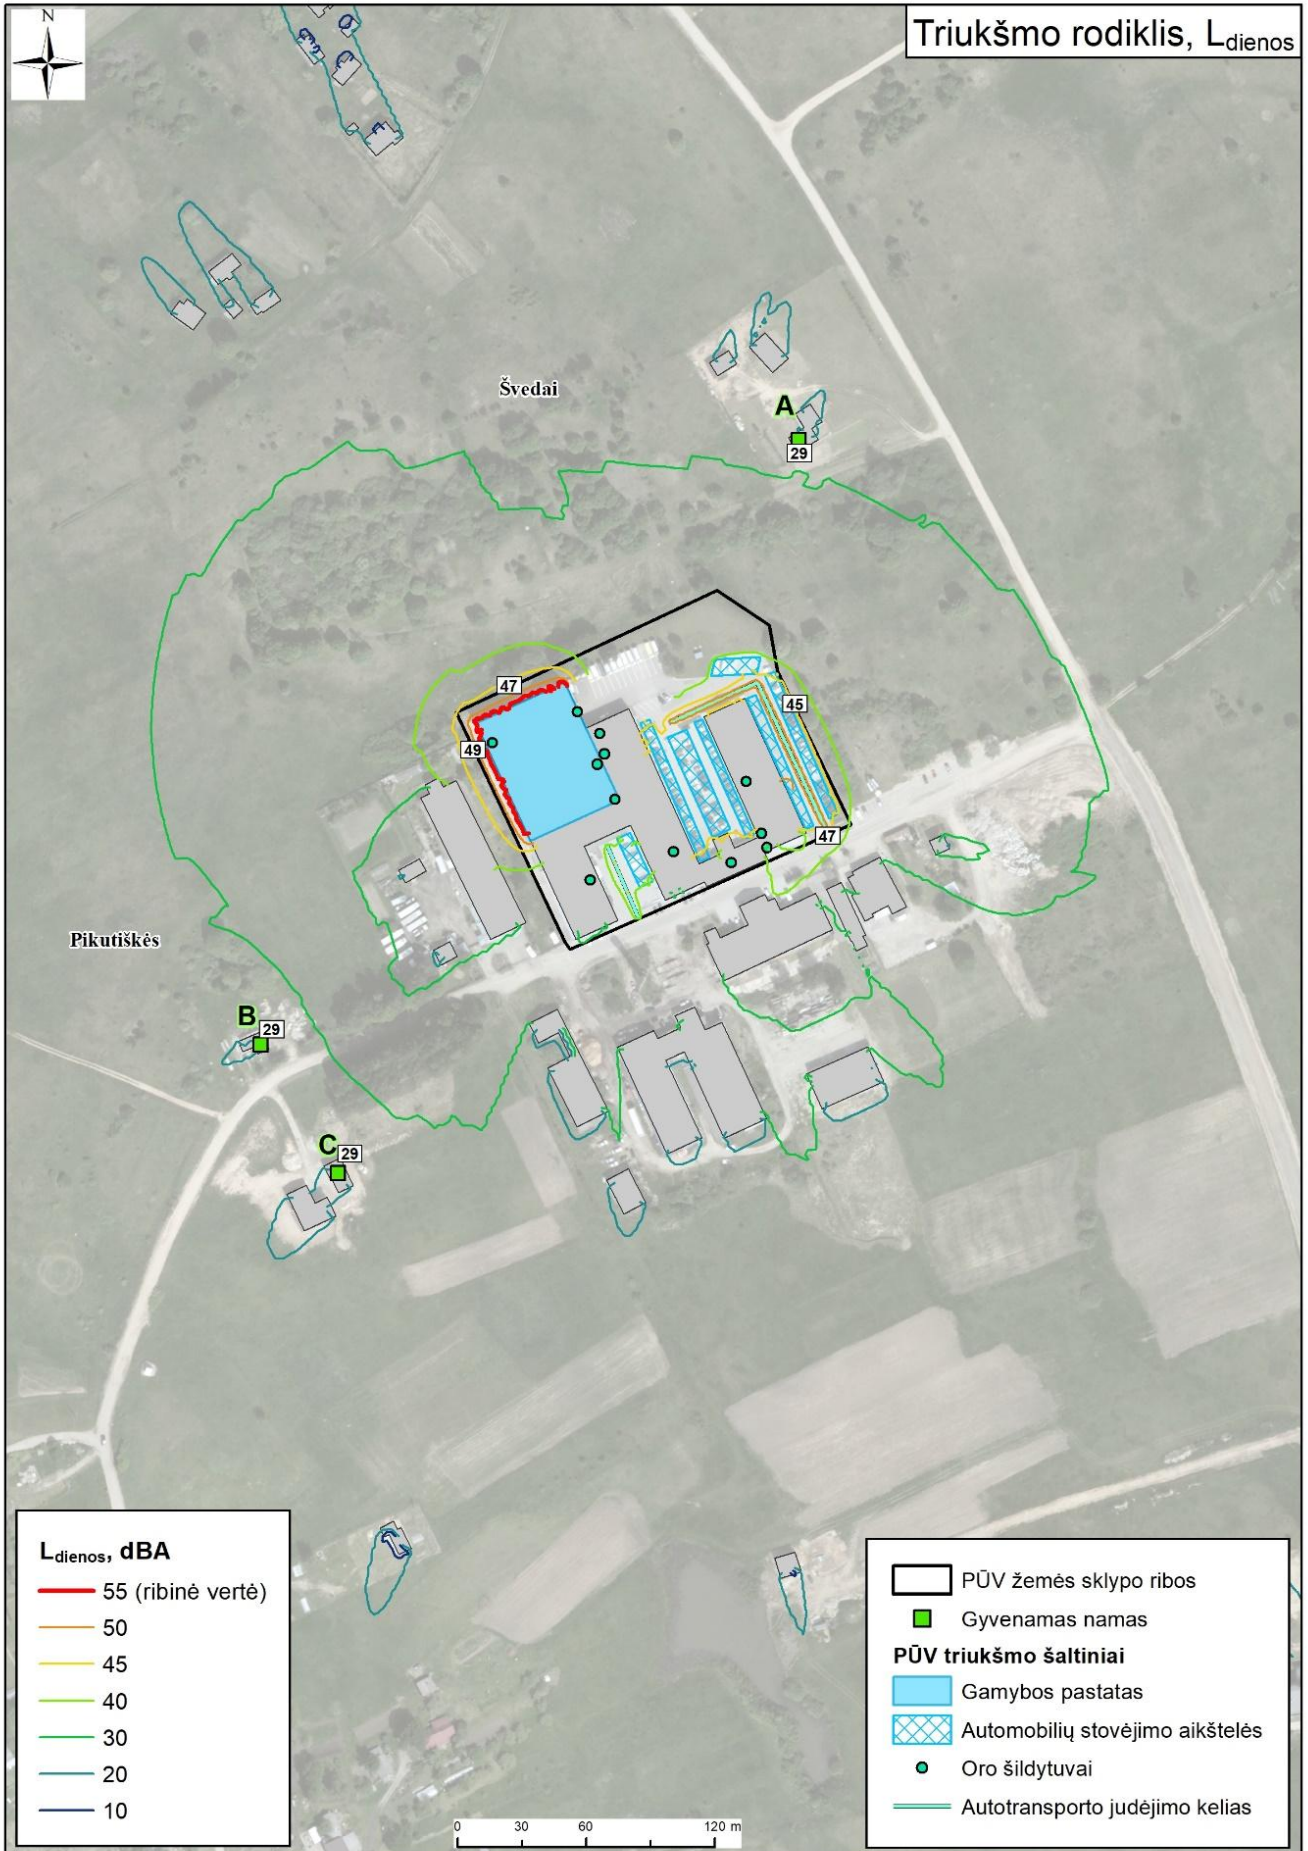 N
Triukšmo rodiklis, Ldienos
Švedai
A
29
47
45
49
47
Pikutiškės
B
29
C
29
Ldienos, dBA
55 (ribinė vertė)
50
45
40
30
20
10
PŪV žemės sklypo ribos
Gyvenamas namas
PŪV triukšmo šaltiniai
Gamybos pastatas
Automobilių stovėjimo aikštelės
Oro šildytuvai
Autotransporto judėjimo kelias
0 30 60 120 m